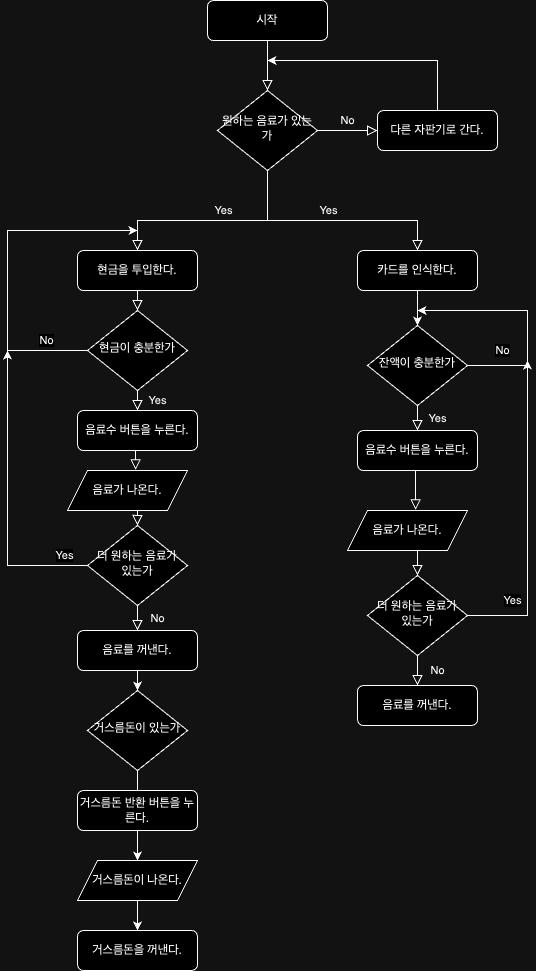 시작
원하는 음료가 있는
가
No
다른 자판기로 간다.
Yes
Yes
현금을 투입한다.
카드를 인식한다.
No
현금이 충분한가
Yes
음료수 버튼을 누른다.
음료가 나온다.
Yes
더 원하는 음료가
있는가
No
음료를 꺼낸다.
거스름돈이 있는가
거스름돈 반환 버튼을 누
른다.
거스름돈이 나온다.
거스름돈을 꺼낸다.
No
잔액이 충분한가
Yes
음료수 버튼을 누른다.
음료가 나온다.
더 원하는 음료가
있는가
Yes
No
음료를 꺼낸다.